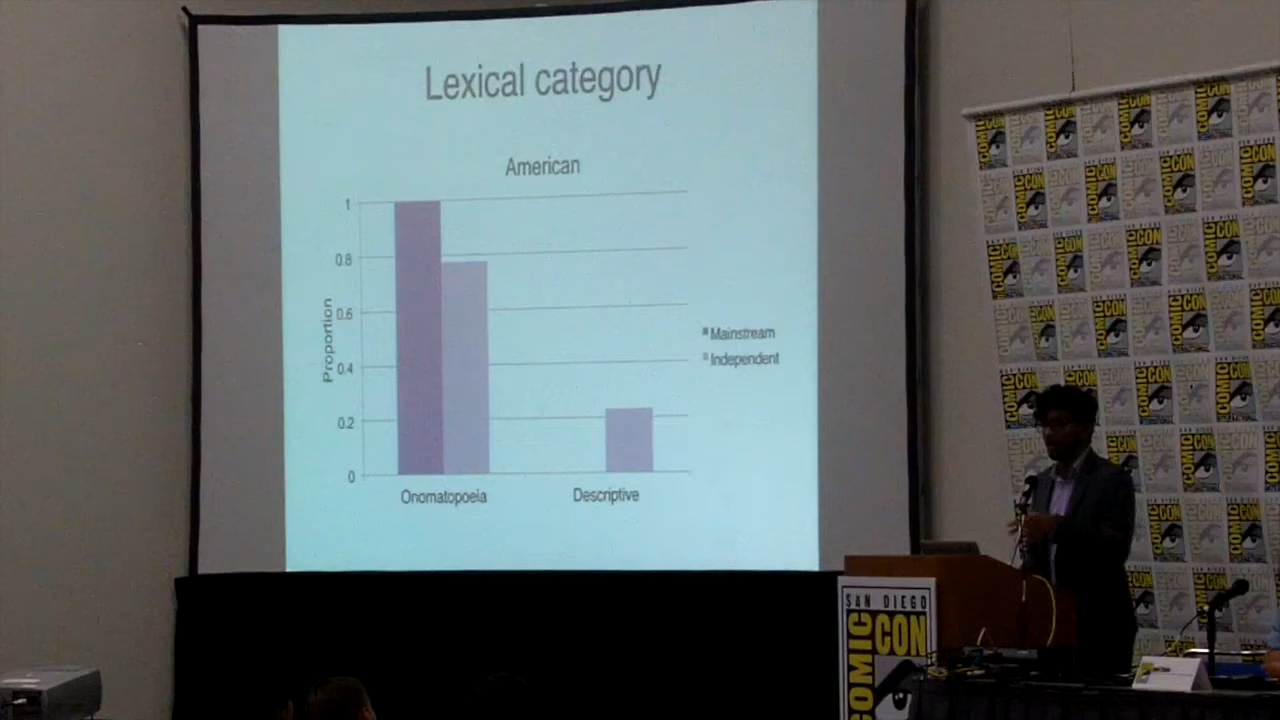 Lexical category
American
1
0.8
0.6
0.4
0.2
0
Proportion
Onomatopoeia
Descriptive
Mainstream
Independent
SAN DIEGO
COMIC
CON